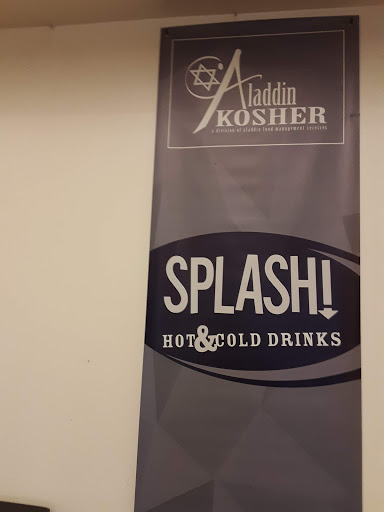 Aladdin
KOSHER
a division of aladdin food management services
SPLASH!
HOT & COLD DRINKS